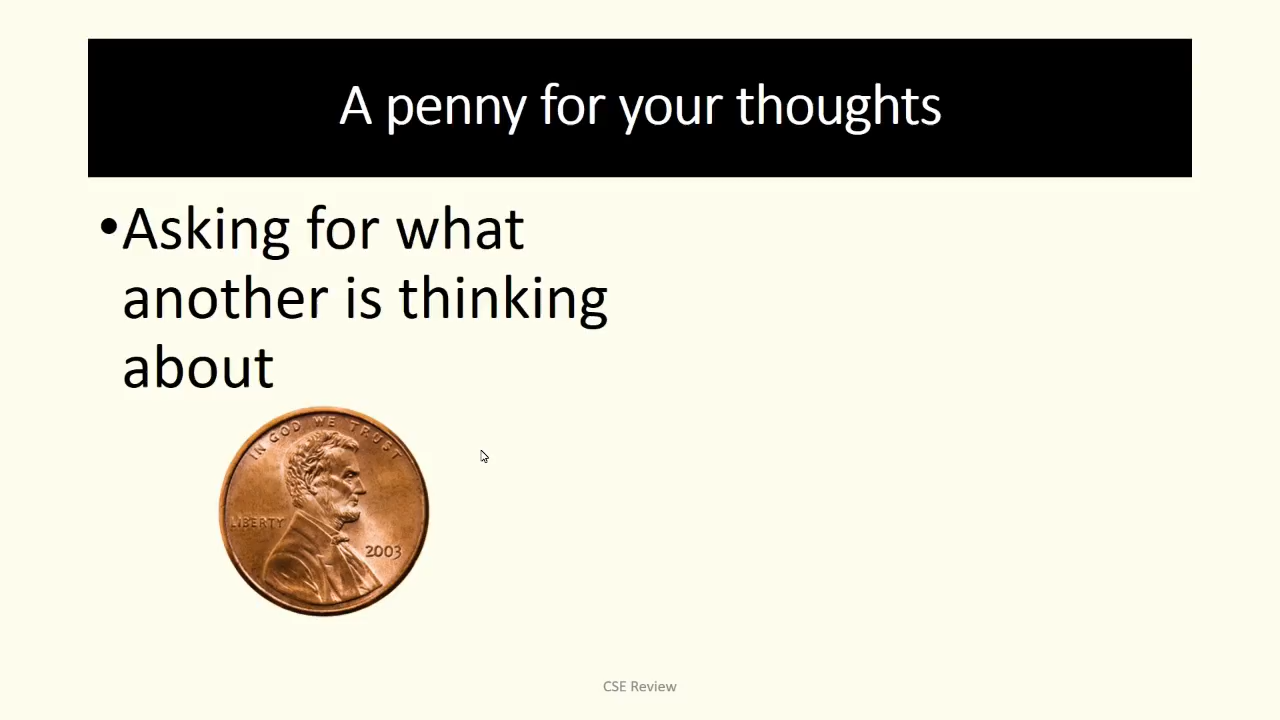 A penny for your thoughts
•Asking for what
another is thinking
about
IN GOD WE TRUST
LIBERTY
2003
CSE Review